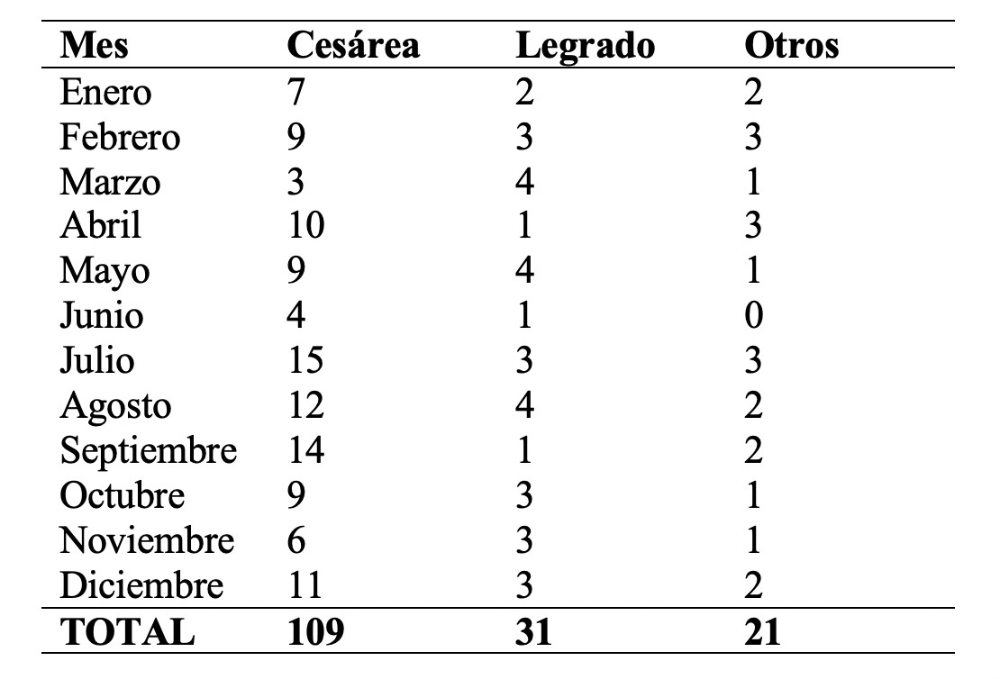 Mes Cesárea Legrado Otros
Enero 7 2 2
Febrero 9 3 3
Marzo 3 4 1
Abril 10 1 3
Mayo 9 4 1
Junio 4 1 0
Julio 15 3 3
Agosto 12 4 2
Septiembre 14 1 2
Octubre 9 3 1
Noviembre 6 3 1
Diciembre 11 3 2
TOTAL 109 31 21